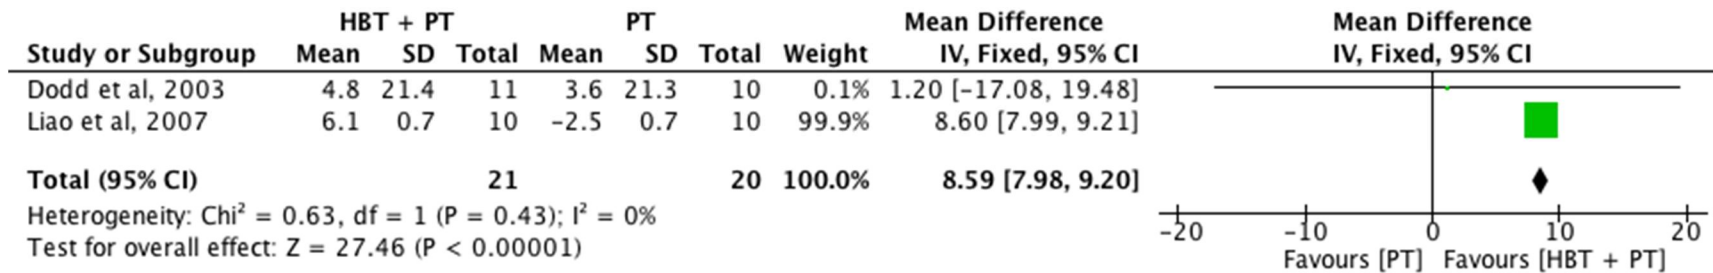 HBT + PT PT Mean Difference Mean Difference
Study or Subgroup Mean SD Total Mean SD Total Weight IV, Fixed, 95% CI IV, Fixed, 95% CI
Dodd et al, 2003 4.8 21.4 11 3.6 21.3 10 0.1% 1.20 [−17.08, 19.48]
Liao et al, 2007 6.1 0.7 10 −2.5 0.7 10 99.9% 8.60 [7.99, 9.21]
Total (95% CI) 21 20 100.0% 8.59 [7.98, 9.20]
Heterogeneity: Chi² = 0.63, df = 1 (P = 0.43); I² = 0%
Test for overall effect: Z = 27.46 (P < 0.00001)
−20 −10 0 10 20
Favours [PT] Favours [HBT + PT]